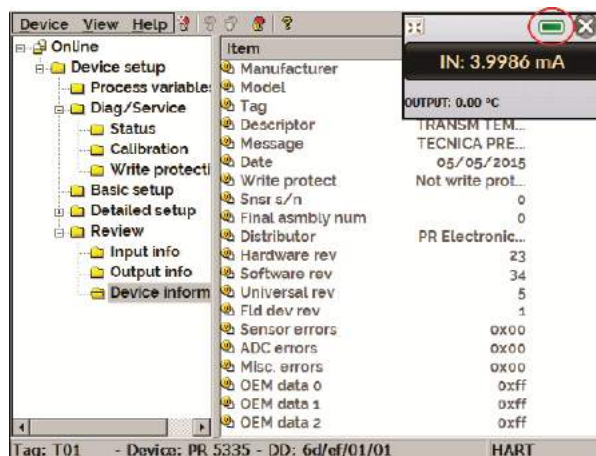 Device View Help
Online
Device setup
Process variable
Diag/Service
Status
Calibration
Write protecti
Basic setup
Detailed setup
Review
Input info
Output info
Device inform
Item
Manufacturer
Model
Tag
Descriptor TRANSM TEM...
Message TECNICA PRE...
Date 05/05/2015
Write protect Not write prot...
Snsr s/n 0
Final asmbly num 0
Distributor PR Electronic...
Hardware rev 23
Software rev 34
Universal rev 5
Fld dev rev 1
Sensor errors 0x00
ADC errors 0x00
Misc. errors 0x00
OEM data 0 0xff
OEM data 1 0xff
OEM data 2 0xff
IN: 3.9986 mA
OUTPUT: 0.00 ºC
Tag: T01 - Device: PR 5335 - DD: 6d/ef/01/01 HART